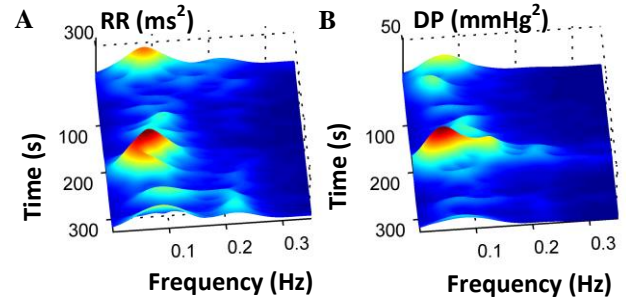 A RR (ms²)
B DP (mmHg²)
300
50
Time (s)
100
200
300
0.1 0.2 0.3
Frequency (Hz)
Time (s)
100
200
300
0.1 0.2 0.3
Frequency (Hz)